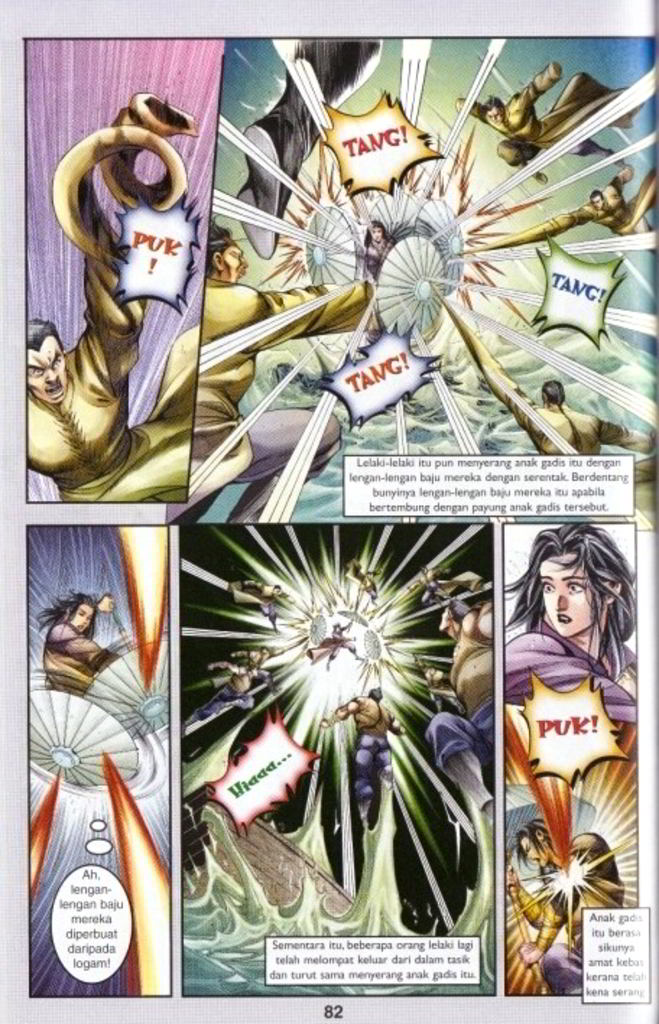 PUK
!
TANG!
TANG!
TANG!
Lelaki-lelaki itu pun menyerang anak gadis itu dengan
lengan-lengan baju mereka dengan serentak. Berdentang
bunyinya lengan-lengan baju mereka itu apabila
bertembung dengan payung anak gadis tersebut.
Ah,
lengan-
lengan baju
mereka
diperbuat
daripada
logam!
Hiaaa...
Sementara itu, beberapa orang lelaki lagi
telah melompat keluar dari dalam tasik
dan turut sama menyerang anak gadis itu.
PUK!
Anak gadis
itu berasa
sikunya
amat kebas
kerana telah
kena serang
82